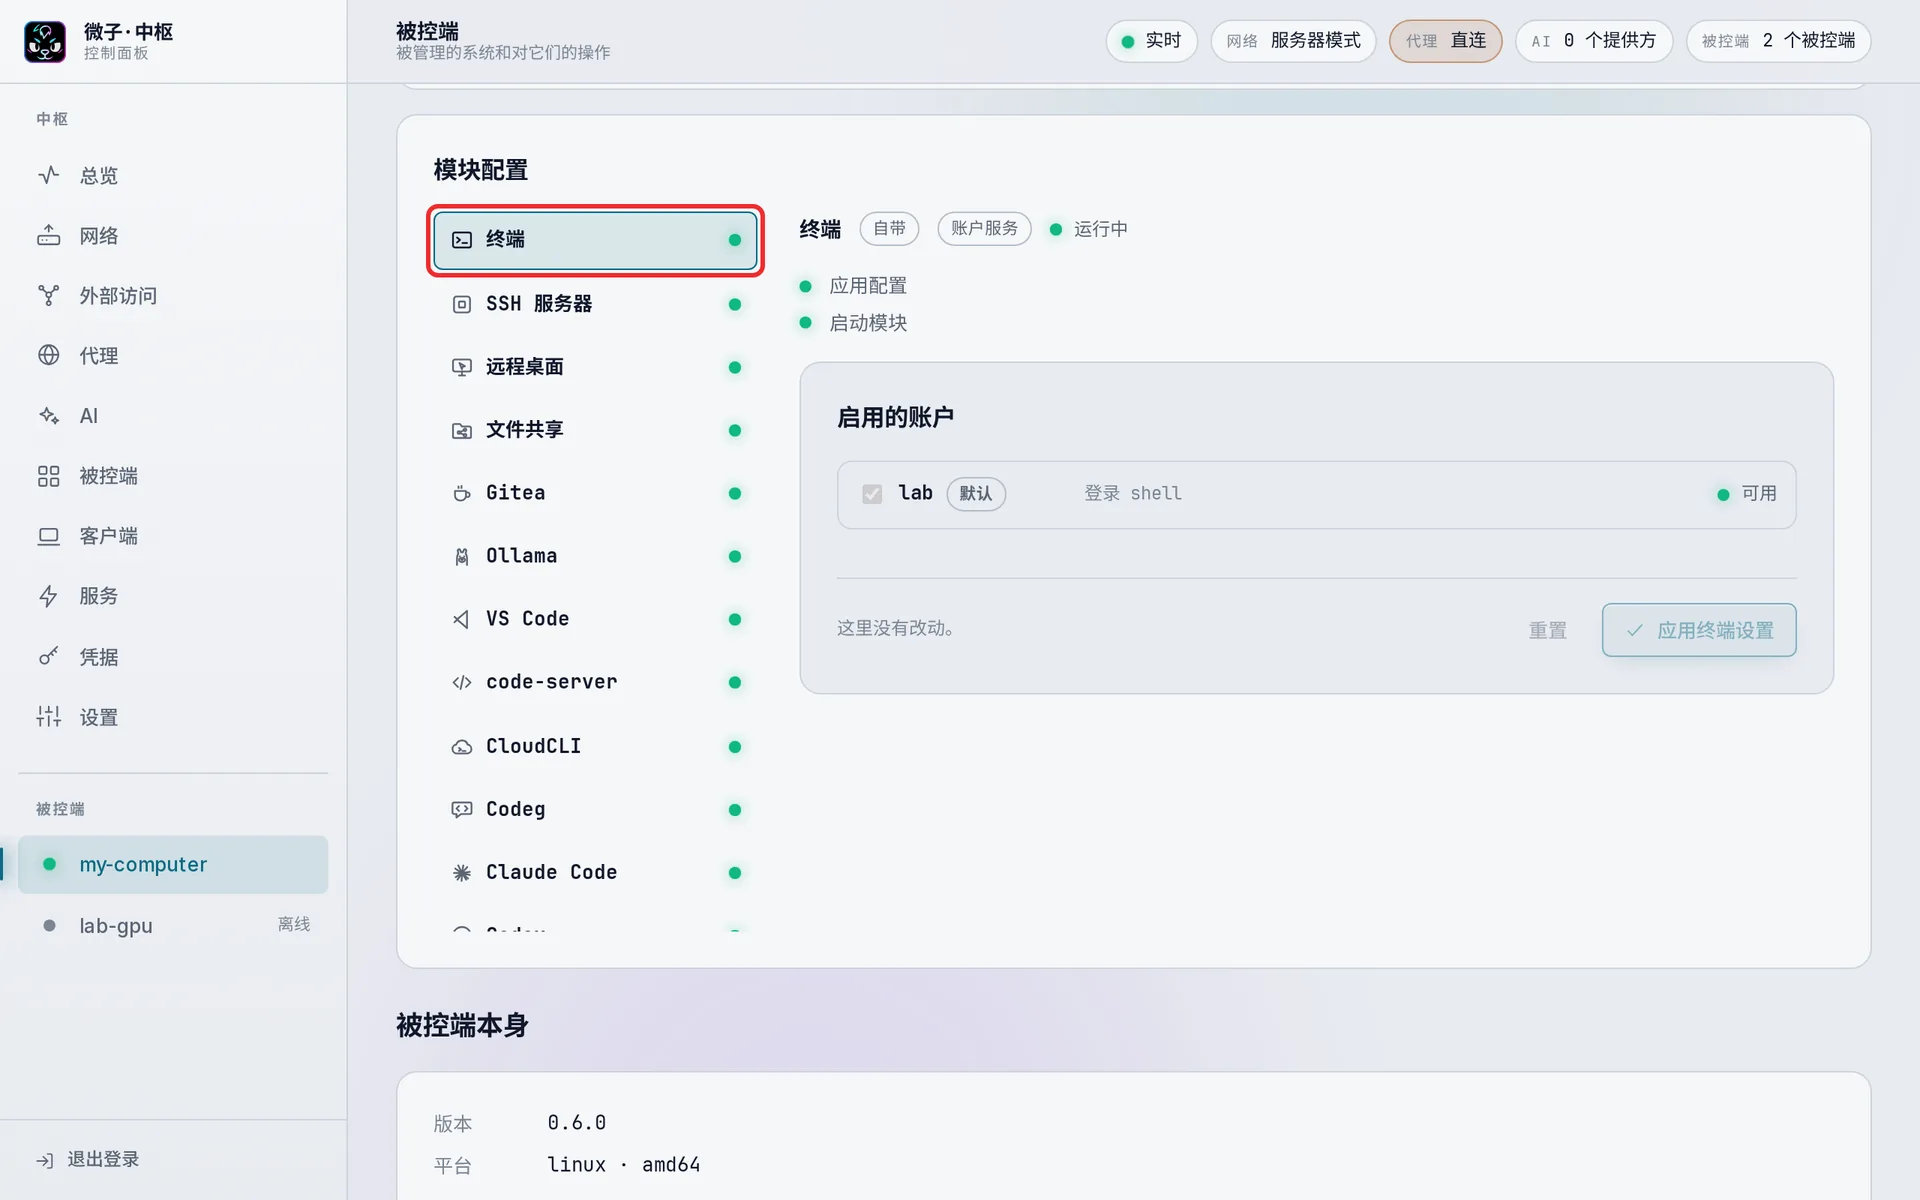 微子·中枢
控制面板
被控端
被管理的系统和对它们的操作
实时
网络 服务器模式
代理 直连
AI 0 个提供方
被控端 2 个被控端
中枢
总览
网络
外部访问
代理
AI
被控端
客户端
服务
凭据
设置
被控端
my-computer
lab-gpu 离线
退出登录
模块配置
终端
SSH 服务器
远程桌面
文件共享
Gitea
Ollama
VS Code
code-server
CloudCLI
Codeg
Claude Code
终端 自带 账户服务 运行中
应用配置
启动模块
启用的账户
lab 默认 登录 shell 可用
这里没有改动。
重置
应用终端设置
被控端本身
版本 0.6.0
平台 linux · amd64